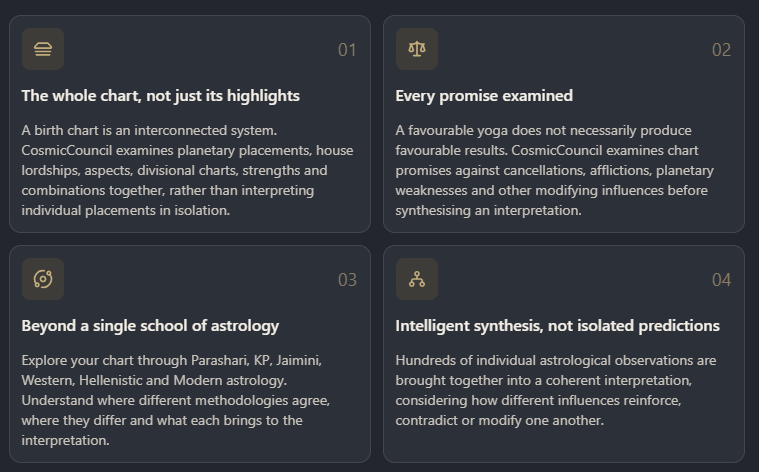 01
The whole chart, not just its highlights
A birth chart is an interconnected system.
CosmicCouncil examines planetary placements, house
lordships, aspects, divisional charts, strengths and
combinations together, rather than interpreting
individual placements in isolation.
02
Every promise examined
A favourable yoga does not necessarily produce
favourable results. CosmicCouncil examines chart
promises against cancellations, afflictions, planetary
weaknesses and other modifying influences before
synthesising an interpretation.
03
Beyond a single school of astrology
Explore your chart through Parashari, KP, Jaimini,
Western, Hellenistic and Modern astrology.
Understand where different methodologies agree,
where they differ and what each brings to the
interpretation.
04
Intelligent synthesis, not isolated predictions
Hundreds of individual astrological observations are
brought together into a coherent interpretation,
considering how different influences reinforce,
contradict or modify one another.